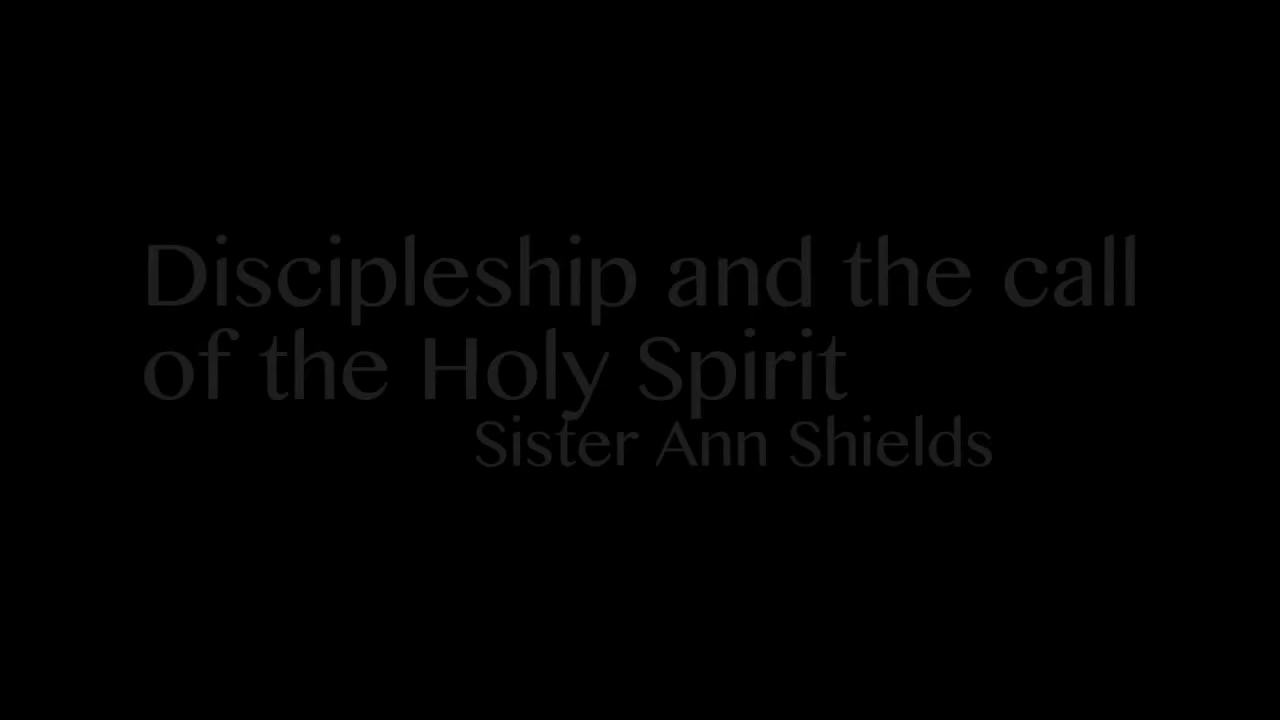 Discipleship and the call
of the Holy Spirit
Sister Ann Shields